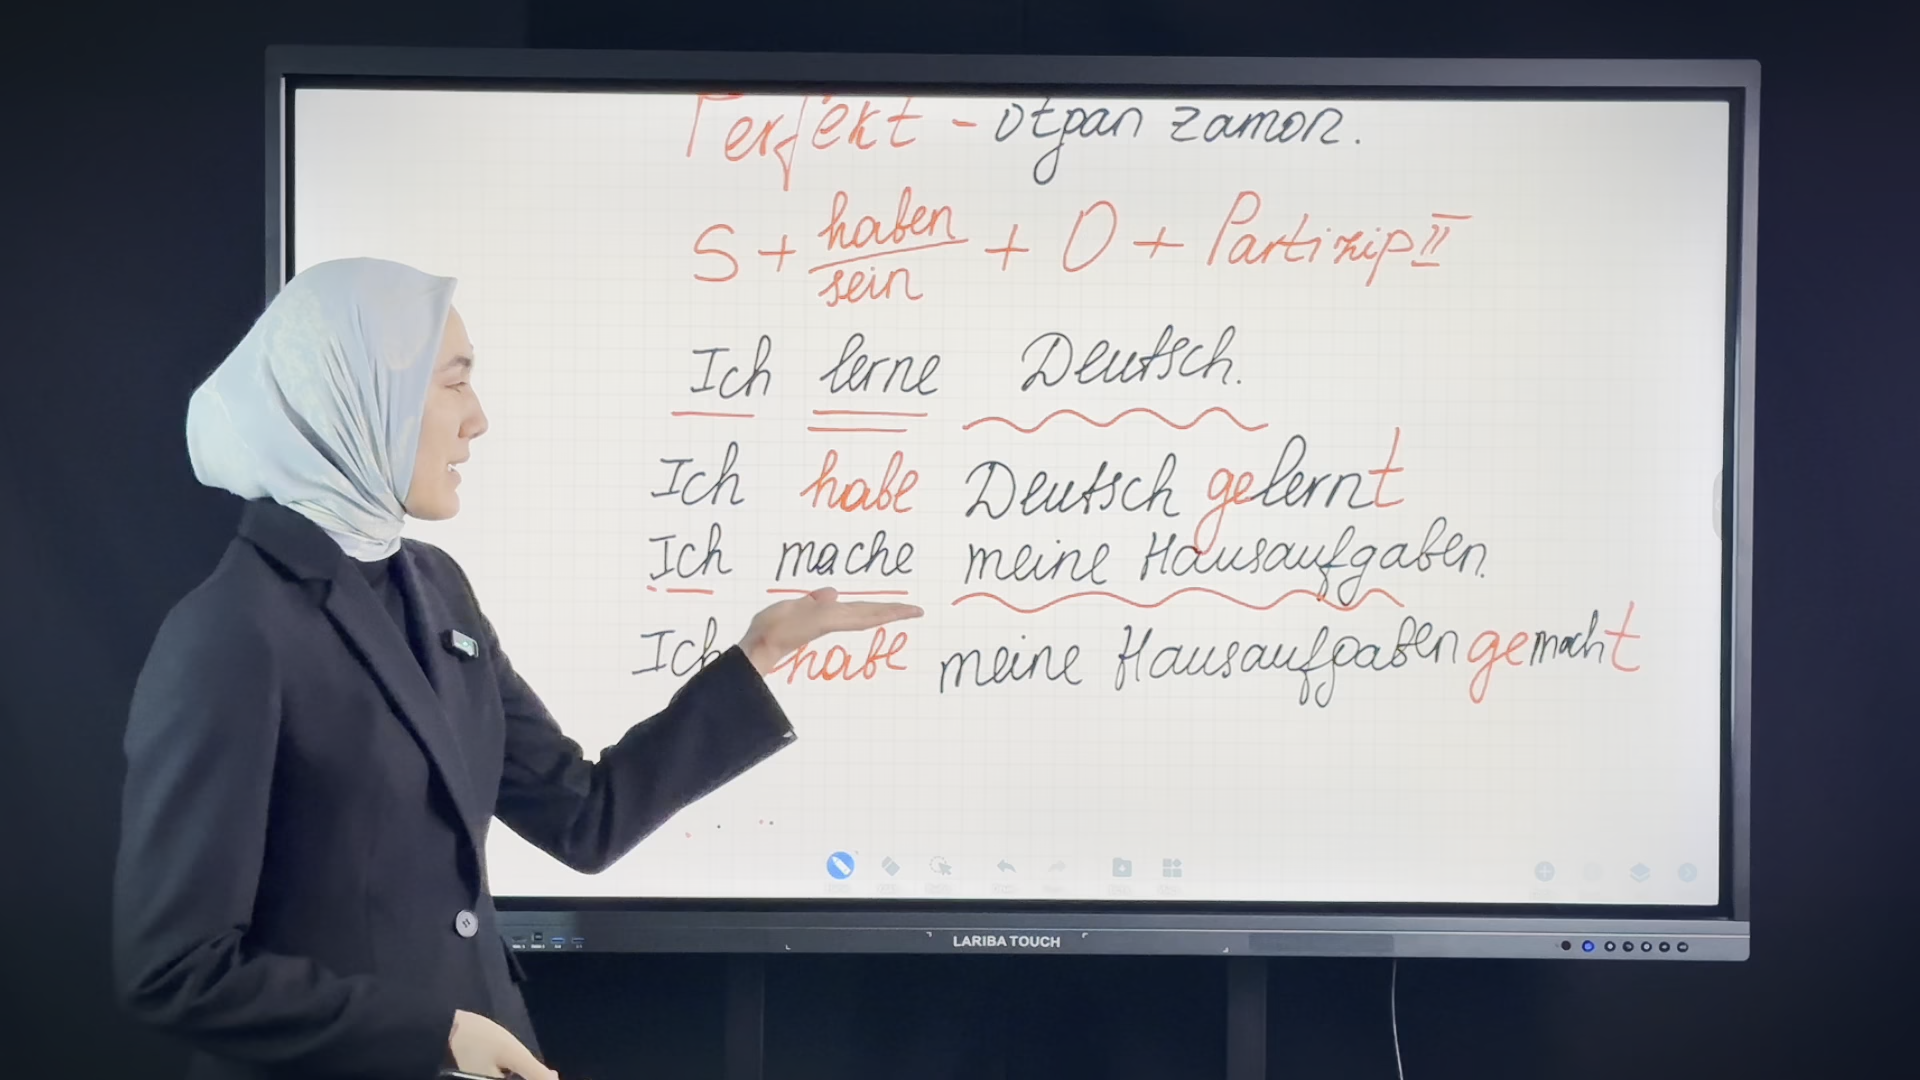 Perfekt - otgan zamon.
S + haben/sein + O + Partizip II
Ich lerne Deutsch.
Ich habe Deutsch gelernt
Ich mache meine Hausaufgaben.
Ich habe meine Hausaufgaben gemacht
LARIBA TOUCH